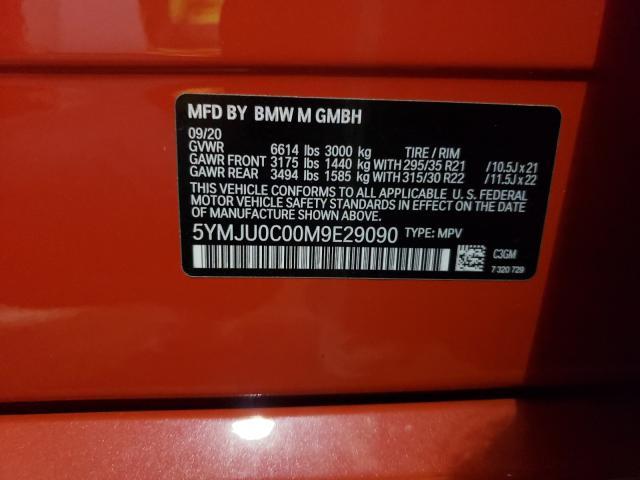 MFD BY BMW M GMBH
09/20
GVWR 6614 lbs 3000 kg TIRE / RIM
GAWR FRONT 3175 lbs 1440 kg WITH 295/35 R21 /10.5J x 21
GAWR REAR 3494 lbs 1585 kg WITH 315/30 R22 /11.5J x 22
THIS VEHICLE CONFORMS TO ALL APPLICABLE U. S. FEDERAL
MOTOR VEHICLE SAFETY STANDARDS IN EFFECT ON THE DATE OF
MANUFACTURE SHOWN ABOVE.
5YMJU0C00M9E29090 TYPE: MPV
C3GM
7 320 729